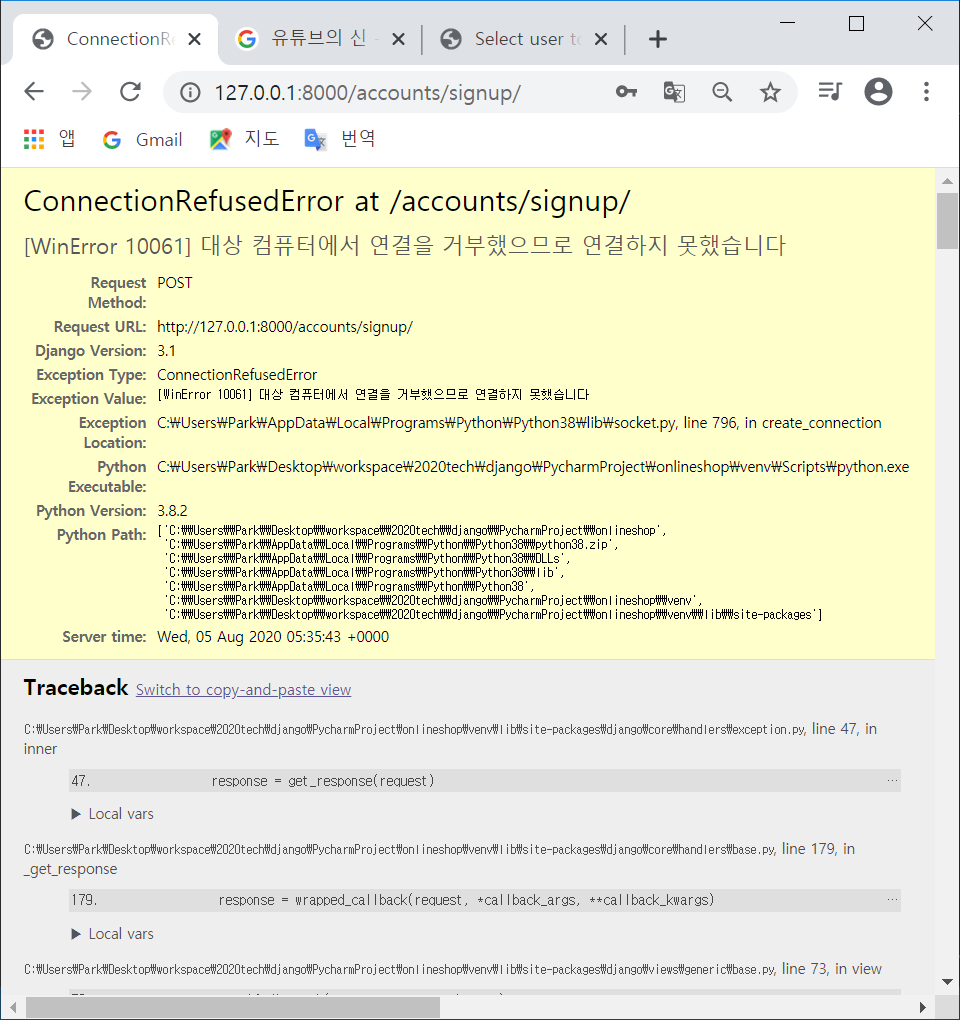 ConnectionRe
유튜브의 신 -
Select user to
127.0.0.1:8000/accounts/signup/
앱
Gmail
지도
번역
ConnectionRefusedError at /accounts/signup/
[WinError 10061] 대상 컴퓨터에서 연결을 거부했으므로 연결하지 못했습니다
Request Method: POST
Request URL: http://127.0.0.1:8000/accounts/signup/
Django Version: 3.1
Exception Type: ConnectionRefusedError
Exception Value: [WinError 10061] 대상 컴퓨터에서 연결을 거부했으므로 연결하지 못했습니다
Exception Location: C:₩Users₩Park₩AppData₩Local₩Programs₩Python₩Python38₩lib₩socket.py, line 796, in create_connection
Python Executable: C:₩Users₩Park₩Desktop₩workspace₩2020tech₩django₩PycharmProject₩onlineshop₩venv₩Scripts₩python.exe
Python Version: 3.8.2
Python Path: ['C:₩₩Users₩₩Park₩₩Desktop₩₩workspace₩₩2020tech₩₩django₩₩PycharmProject₩₩onlineshop',
'C:₩₩Users₩₩Park₩₩AppData₩₩Local₩₩Programs₩₩Python₩₩Python38₩₩python38.zip',
'C:₩₩Users₩₩Park₩₩AppData₩₩Local₩₩Programs₩₩Python₩₩Python38₩₩DLLs',
'C:₩₩Users₩₩Park₩₩AppData₩₩Local₩₩Programs₩₩Python₩₩Python38₩₩lib',
'C:₩₩Users₩₩Park₩₩AppData₩₩Local₩₩Programs₩₩Python₩₩Python38',
'C:₩₩Users₩₩Park₩₩Desktop₩₩workspace₩₩2020tech₩₩django₩₩PycharmProject₩₩onlineshop₩₩venv',
'C:₩₩Users₩₩Park₩₩Desktop₩₩workspace₩₩2020tech₩₩django₩₩PycharmProject₩₩onlineshop₩₩venv₩₩lib₩₩site-packages']
Server time: Wed, 05 Aug 2020 05:35:43 +0000
Traceback Switch to copy-and-paste view
C:₩Users₩Park₩Desktop₩workspace₩2020tech₩django₩PycharmProject₩onlineshop₩venv₩lib₩site-packages₩django₩core₩handlers₩exception.py, line 47, in
inner
47. response = get_response(request) …
▶ Local vars
C:₩Users₩Park₩Desktop₩workspace₩2020tech₩django₩PycharmProject₩onlineshop₩venv₩lib₩site-packages₩django₩core₩handlers₩base.py, line 179, in
_get_response
179. response = wrapped_callback(request, *callback_args, **callback_kwargs) …
▶ Local vars
C:₩Users₩Park₩Desktop₩workspace₩2020tech₩django₩PycharmProject₩onlineshop₩venv₩lib₩site-packages₩django₩views₩generic₩base.py, line 73, in view